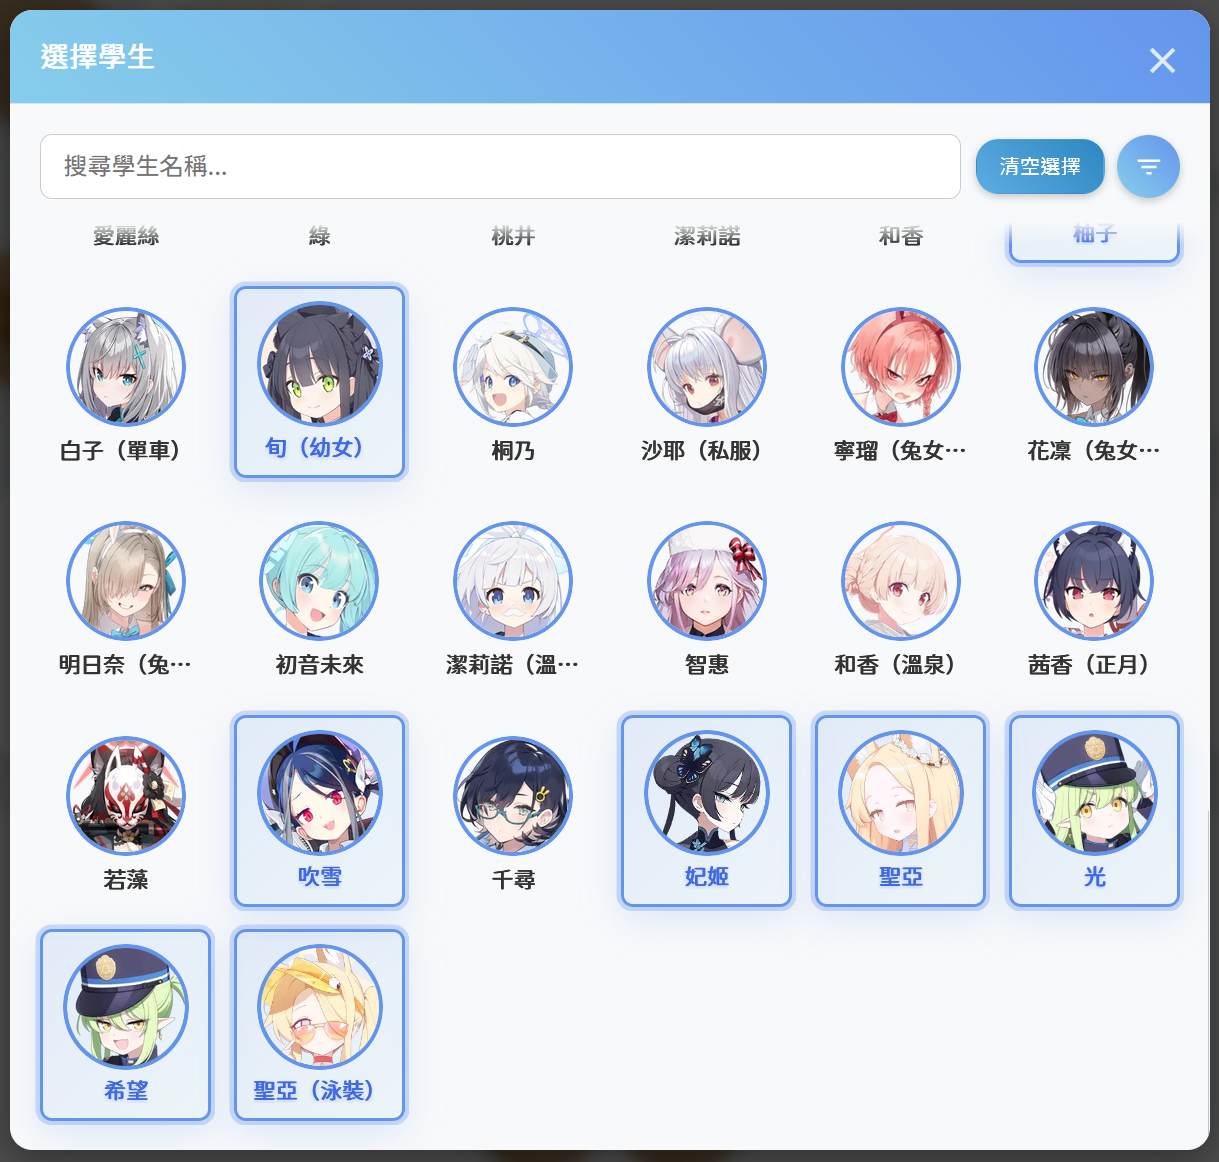 選擇學生
搜尋學生名稱...
清空選擇
愛麗絲
綠
桃井
潔莉諾
和香
柚子
白子（單車）
旬（幼女）
桐乃
沙耶（私服）
寧瑠（兔女…
花凜（兔女…
明日奈（兔…
初音未來
潔莉諾（溫…
智惠
和香（溫泉）
茜香（正月）
若藻
吹雪
千尋
妃姬
聖亞
光
希望
聖亞（泳裝）